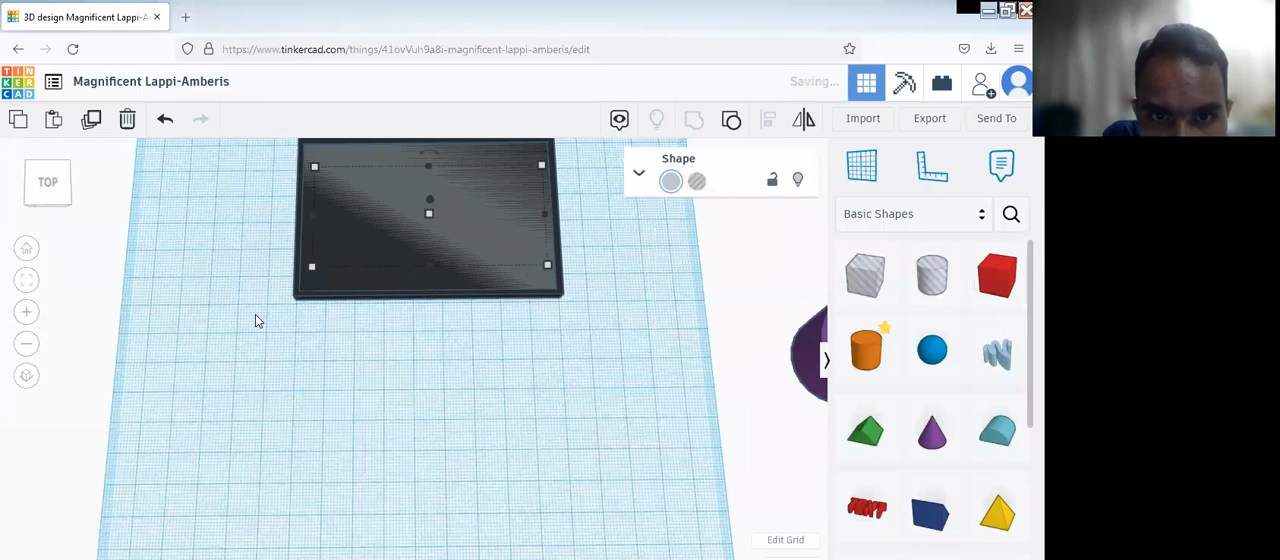 3D design Magnificent Lappi-A
https://www.tinkercad.com/things/41ovVuh9a8i-magnificent-lappi-amberis/edit
TIN
KER
CAD
Magnificent Lappi-Amberis
Saving...
Import
Export
Send To
TOP
Shape
Basic Shapes
TEXT
Edit Grid